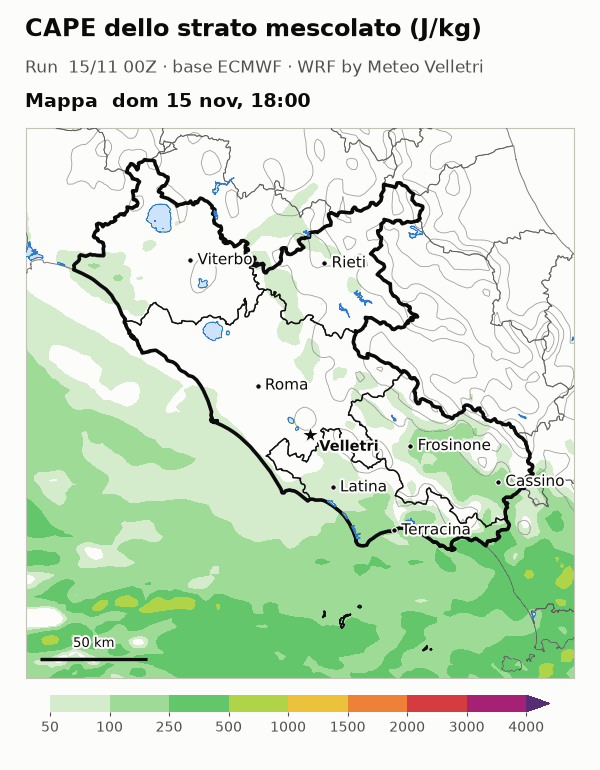 CAPE dello strato mescolato (J/kg)
Run 15/11 00Z · base ECMWF · WRF by Meteo Velletri
Mappa dom 15 nov, 18:00
Viterbo
Rieti
Roma
Velletri
Frosinone
Cassino
Latina
Terracina
50 km
50 100 250 500 1000 1500 2000 3000 4000